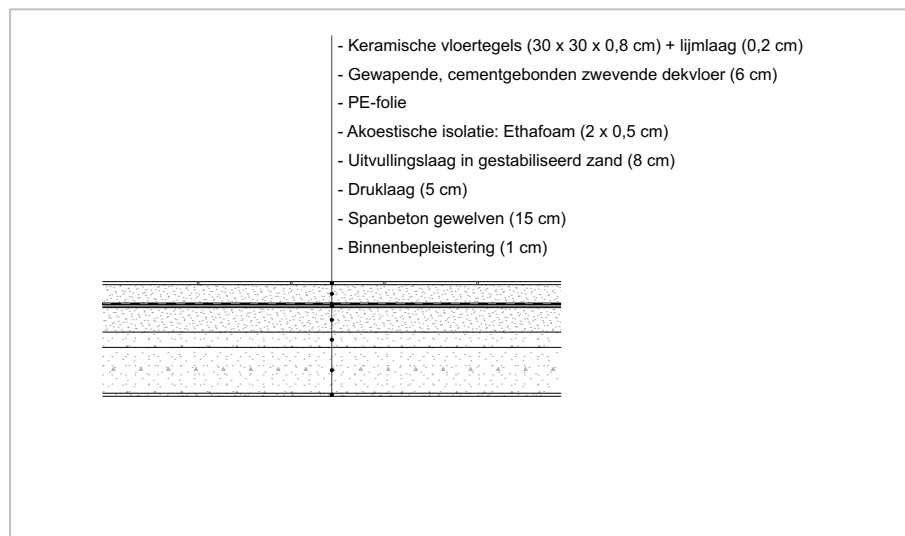 - Keramische vloertegels (30 x 30 x 0,8 cm) + lijmlaag (0,2 cm)
- Gewapende, cementgebonden zwevende dekvloer (6 cm)
- PE-folie
- Akoestische isolatie: Ethafoam (2 x 0,5 cm)
- Uitvullingslaag in gestabiliseerd zand (8 cm)
- Druklaag (5 cm)
- Spanbeton gewelven (15 cm)
- Binnenbepleistering (1 cm)